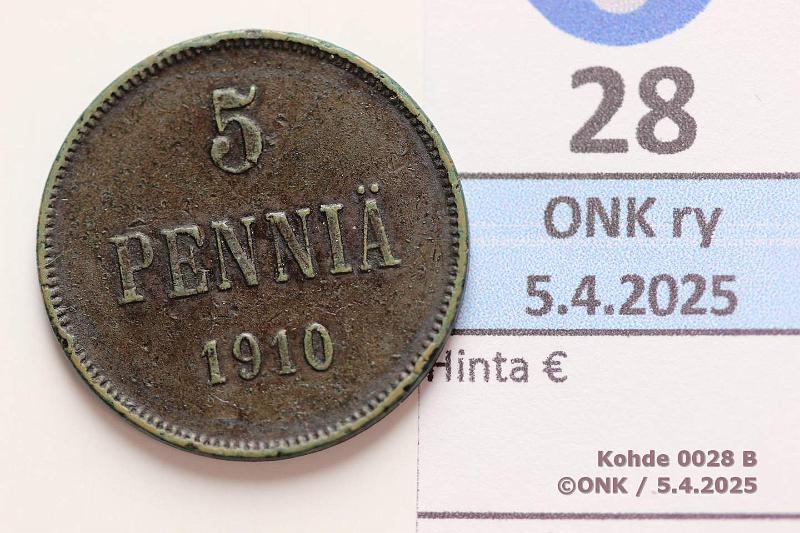 5
PENNIÄ
1910
28
ONK ry
5.4.2025
Hinta €
Kohde 0028 B
©ONK / 5.4.2025